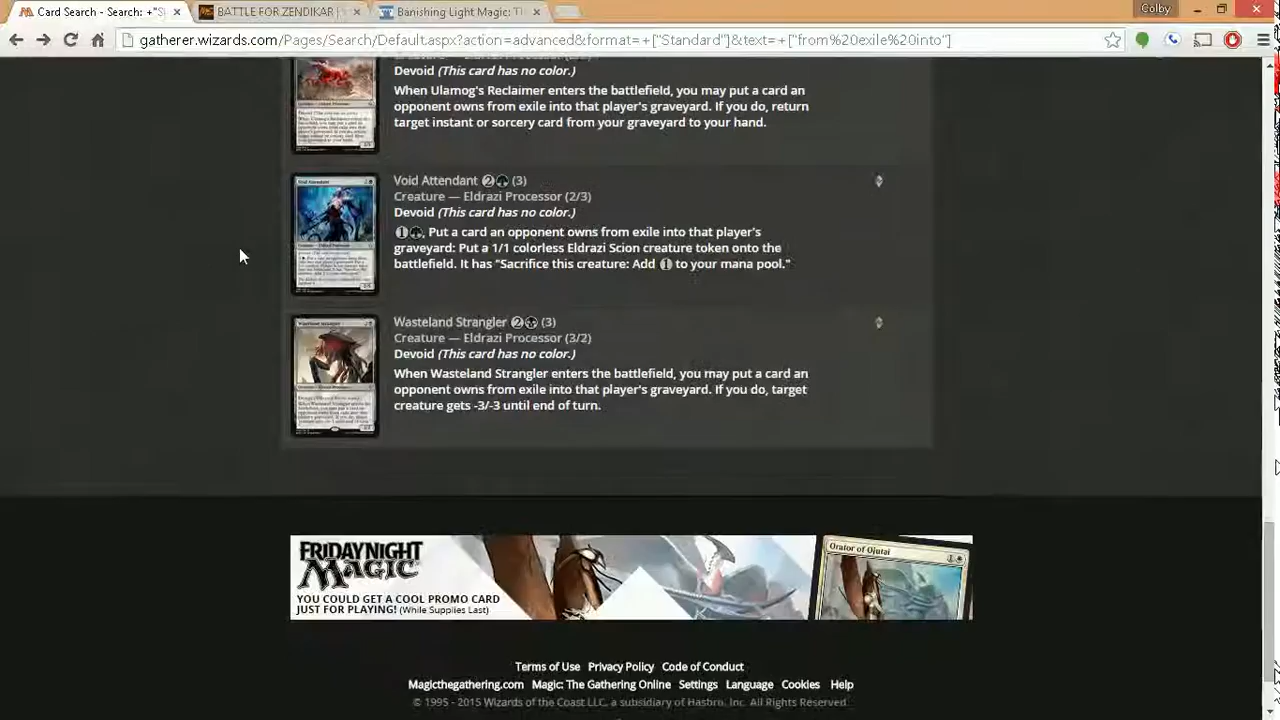 Card Search - Search: +"S
BATTLE FOR ZENDIKAR |
Banishing Light Magic: Ti
Colby
gatherer.wizards.com/Pages/Search/Default.aspx?action=advanced&format=+["Standard"]&text=+["from%20exile%20into"]
Devoid (This card has no color.)
When Ulamog's Reclaimer enters the battlefield, you may put a card an
opponent owns from exile into that player's graveyard. If you do, return
target instant or sorcery card from your graveyard to your hand.
Void Attendant 2 (3)
Creature — Eldrazi Processor (2/3)
Devoid (This card has no color.)
1, Put a card an opponent owns from exile into that player's
graveyard: Put a 1/1 colorless Eldrazi Scion creature token onto the
battlefield. It has "Sacrifice this creature: Add 1 to your mana pool."
Wasteland Strangler 2 (3)
Creature — Eldrazi Processor (3/2)
Devoid (This card has no color.)
When Wasteland Strangler enters the battlefield, you may put a card an
opponent owns from exile into that player's graveyard. If you do, target
creature gets -3/-3 until end of turn.
FRIDAY NIGHT
MAGIC
YOU COULD GET A COOL PROMO CARD
JUST FOR PLAYING! (While Supplies Last)
Orator of Ojutai 1
Terms of Use Privacy Policy Code of Conduct
Magicthegathering.com Magic: The Gathering Online Settings Language Cookies Help
© 1995 - 2015 Wizards of the Coast LLC, a subsidiary of Hasbro, Inc. All Rights Reserved.